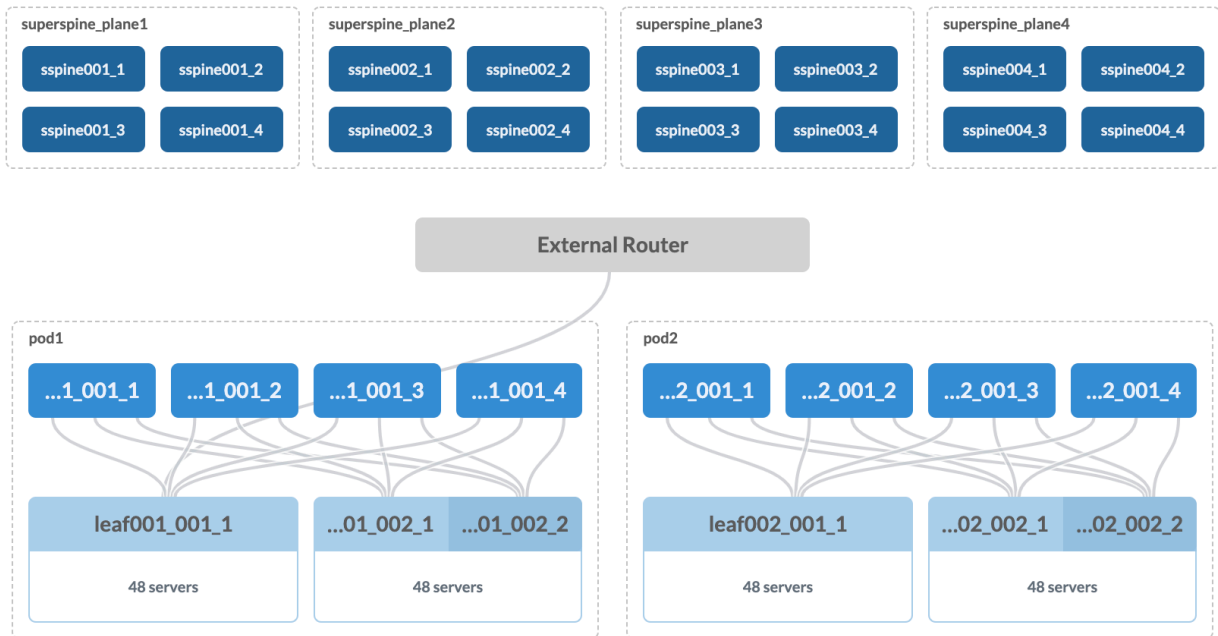 superspine_plane1
superspine_plane2
superspine_plane3
superspine_plane4
sspine001_1
sspine001_2
sspine002_1
sspine002_2
sspine003_1
sspine003_2
sspine004_1
sspine004_2
sspine001_3
sspine001_4
sspine002_3
sspine002_4
sspine003_3
sspine003_4
sspine004_3
sspine004_4
External Router
pod1
pod2
...1_001_1
...1_001_2
...1_001_3
...1_001_4
...2_001_1
...2_001_2
...2_001_3
...2_001_4
leaf001_001_1
...01_002_1
...01_002_2
leaf002_001_1
...02_002_1
...02_002_2
48 servers
48 servers
48 servers
48 servers